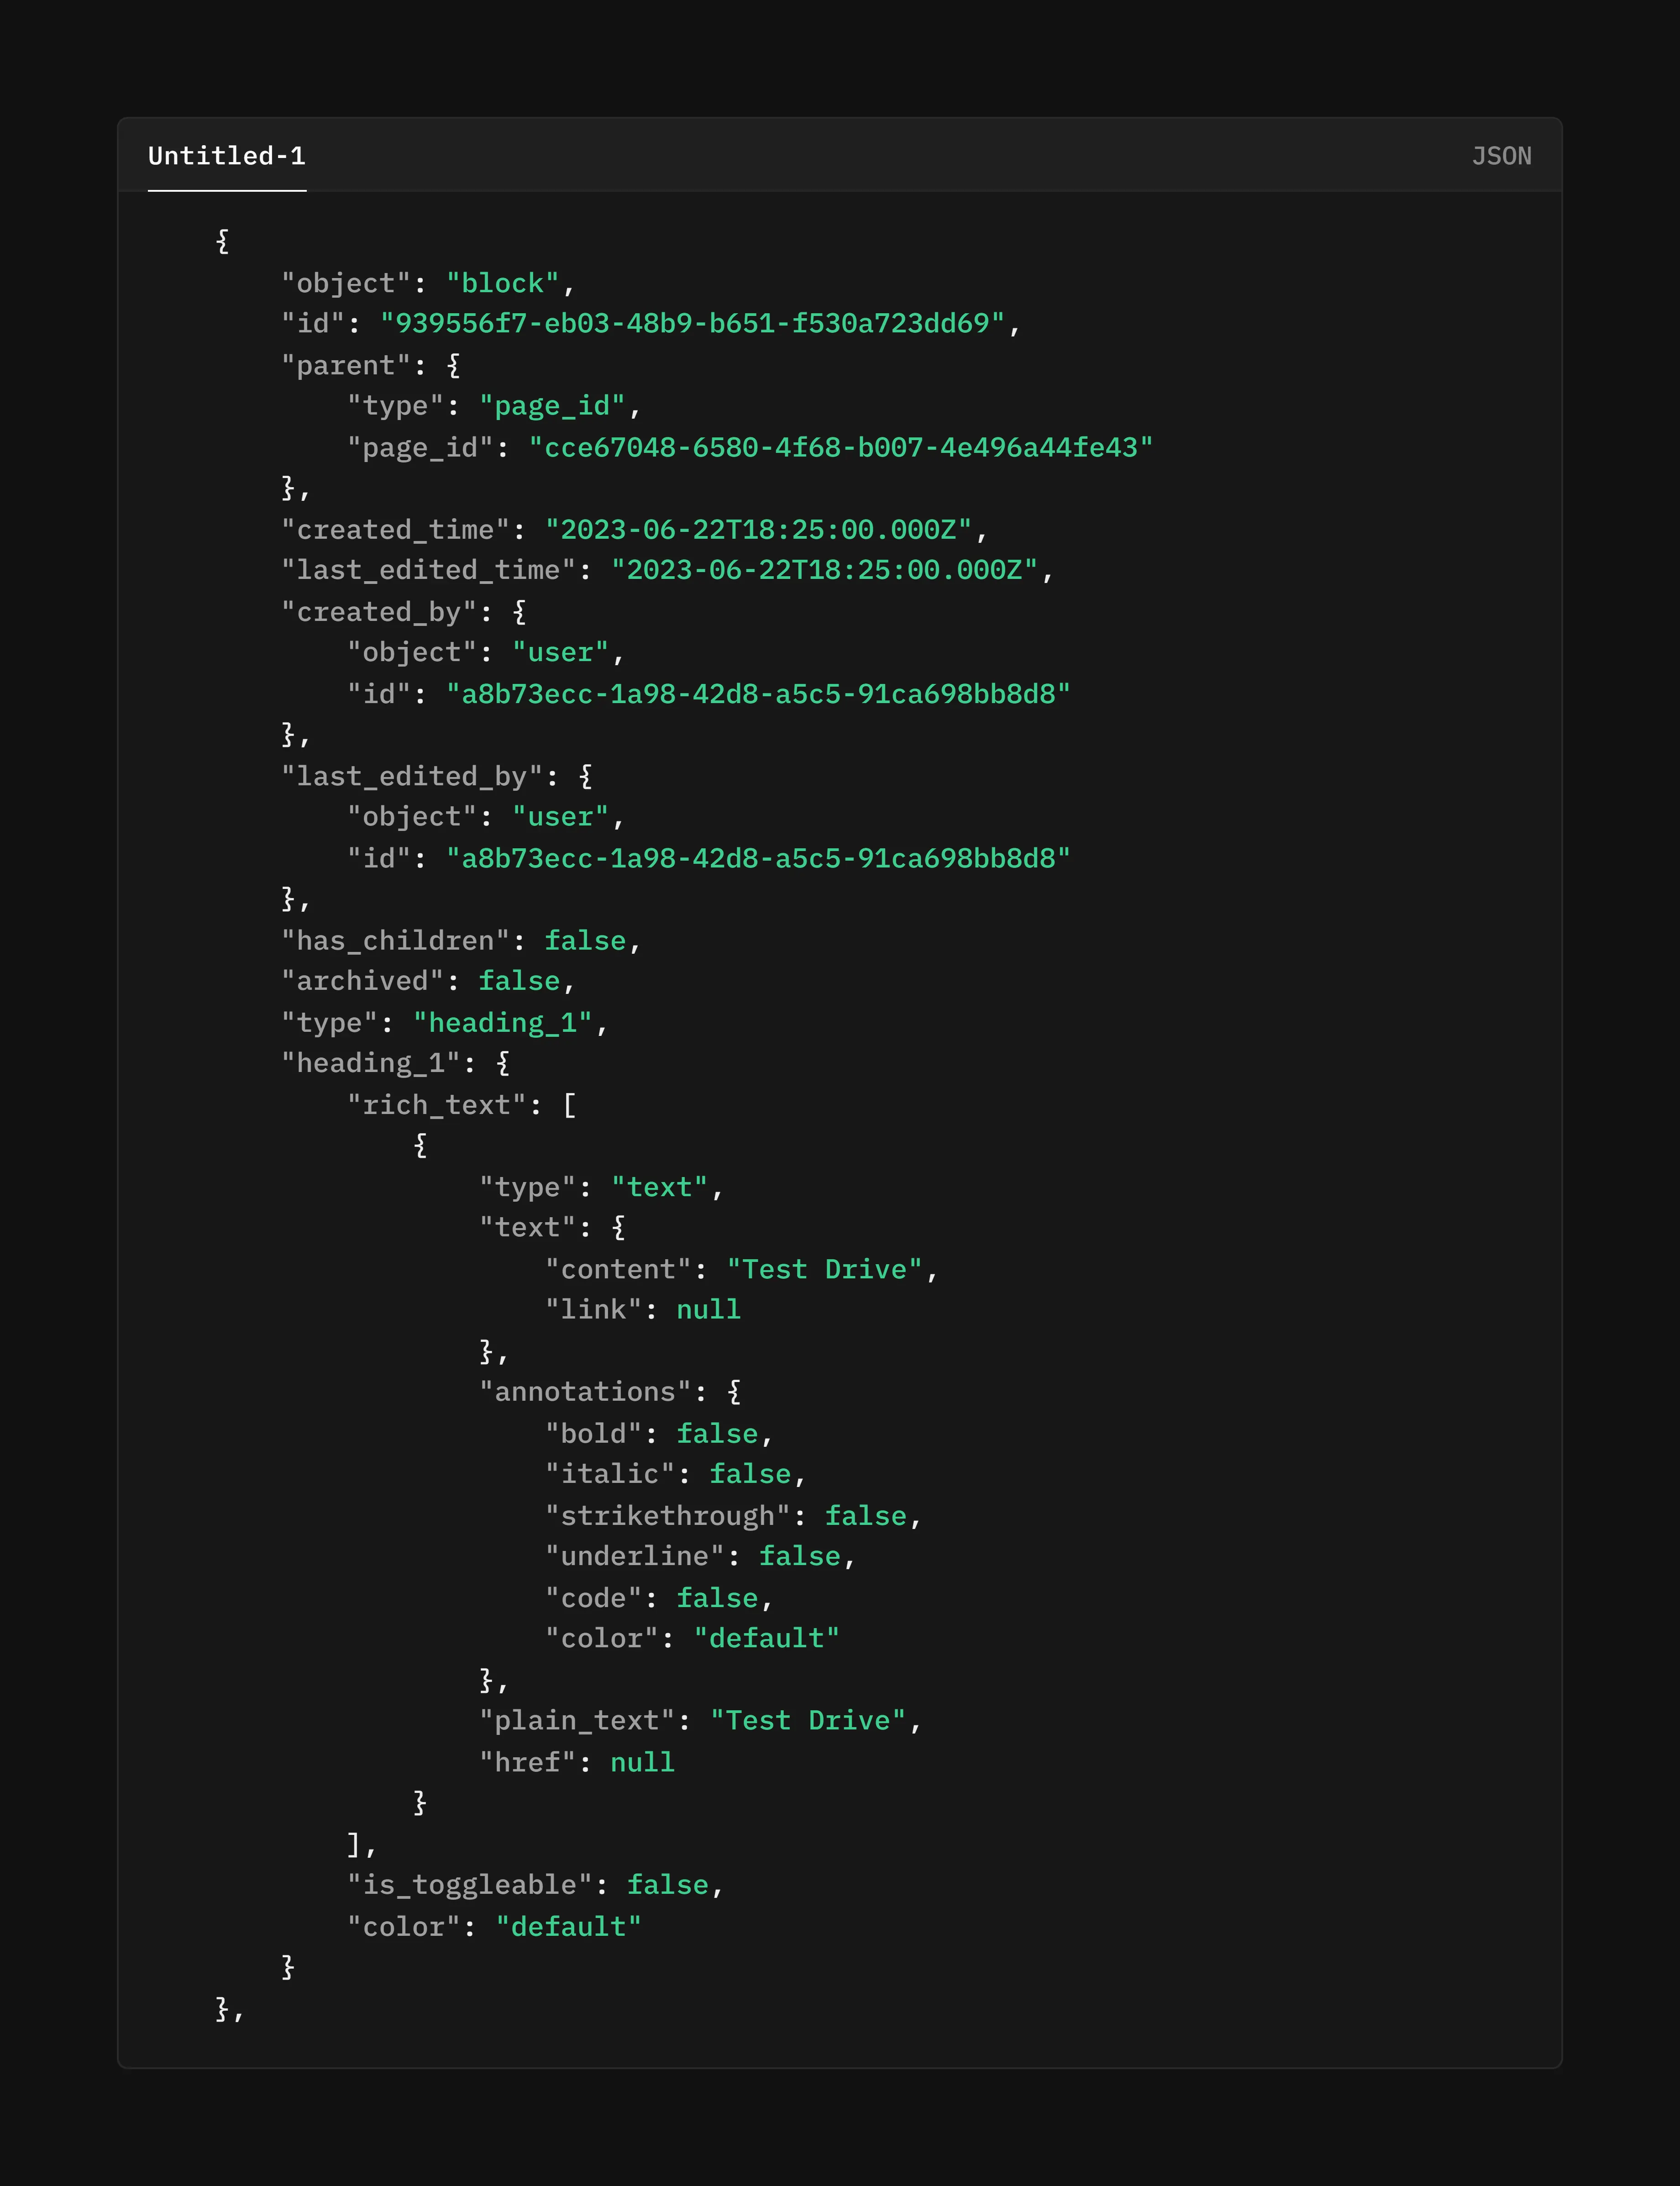 Untitled-1
JSON
{
"object": "block",
"id": "939556f7-eb03-48b9-b651-f530a723dd69",
"parent": {
"type": "page_id",
"page_id": "cce67048-6580-4f68-b007-4e496a44fe43"
},
"created_time": "2023-06-22T18:25:00.000Z",
"last_edited_time": "2023-06-22T18:25:00.000Z",
"created_by": {
"object": "user",
"id": "a8b73ecc-1a98-42d8-a5c5-91ca698bb8d8"
},
"last_edited_by": {
"object": "user",
"id": "a8b73ecc-1a98-42d8-a5c5-91ca698bb8d8"
},
"has_children": false,
"archived": false,
"type": "heading_1",
"heading_1": {
"rich_text": [
{
"type": "text",
"text": {
"content": "Test Drive",
"link": null
},
"annotations": {
"bold": false,
"italic": false,
"strikethrough": false,
"underline": false,
"code": false,
"color": "default"
},
"plain_text": "Test Drive",
"href": null
}
],
"is_toggleable": false,
"color": "default"
}
},